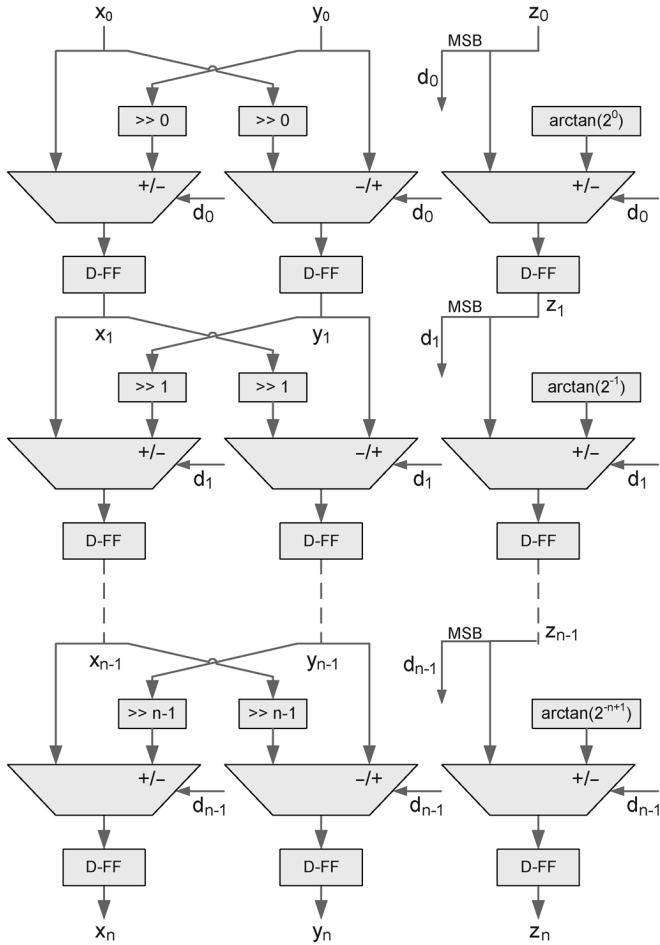 x0 y0 z0
MSB
d0
>> 0 >> 0 arctan(2^0)
+/– –/+ +/–
d0 d0 d0
D-FF D-FF D-FF
x1 y1 MSB z1
d1
>> 1 >> 1 arctan(2^-1)
+/– –/+ +/–
d1 d1 d1
D-FF D-FF D-FF
xn-1 yn-1 MSB zn-1
dn-1
>> n-1 >> n-1 arctan(2^-n+1)
+/– –/+ +/–
dn-1 dn-1 dn-1
D-FF D-FF D-FF
xn yn zn